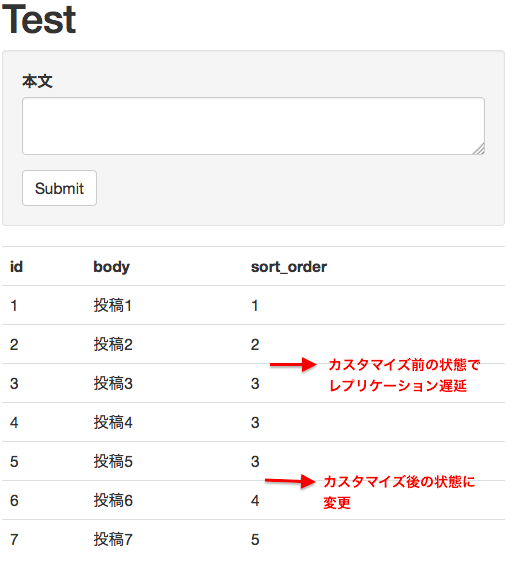 Test
本文
Submit
id body sort_order
1 投稿1 1
2 投稿2 2
カスタマイズ前の状態で
レプリケーション遅延
3 投稿3 3
4 投稿4 3
5 投稿5 3
カスタマイズ後の状態に
変更
6 投稿6 4
7 投稿7 5